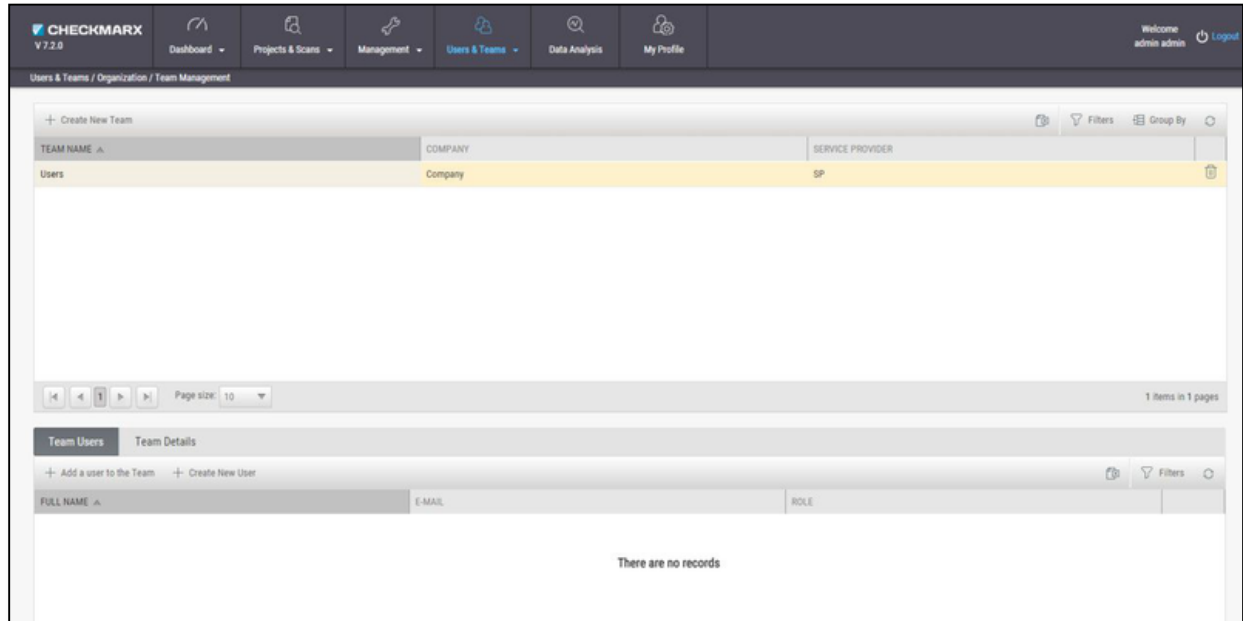 CHECKMARX
V 7.2.0
Dashboard
Projects & Scans
Management
Users & Teams
Data Analysis
My Profile
Welcome
admin admin
Logout
Users & Teams / Organization / Team Management
Create New Team
Filters
Group By
TEAM NAME COMPANY SERVICE PROVIDER
Users Company SP
1 Page size: 10 1 items in 1 pages
Team Users Team Details
Add a user to the Team Create New User Filters
FULL NAME E-MAIL ROLE
There are no records